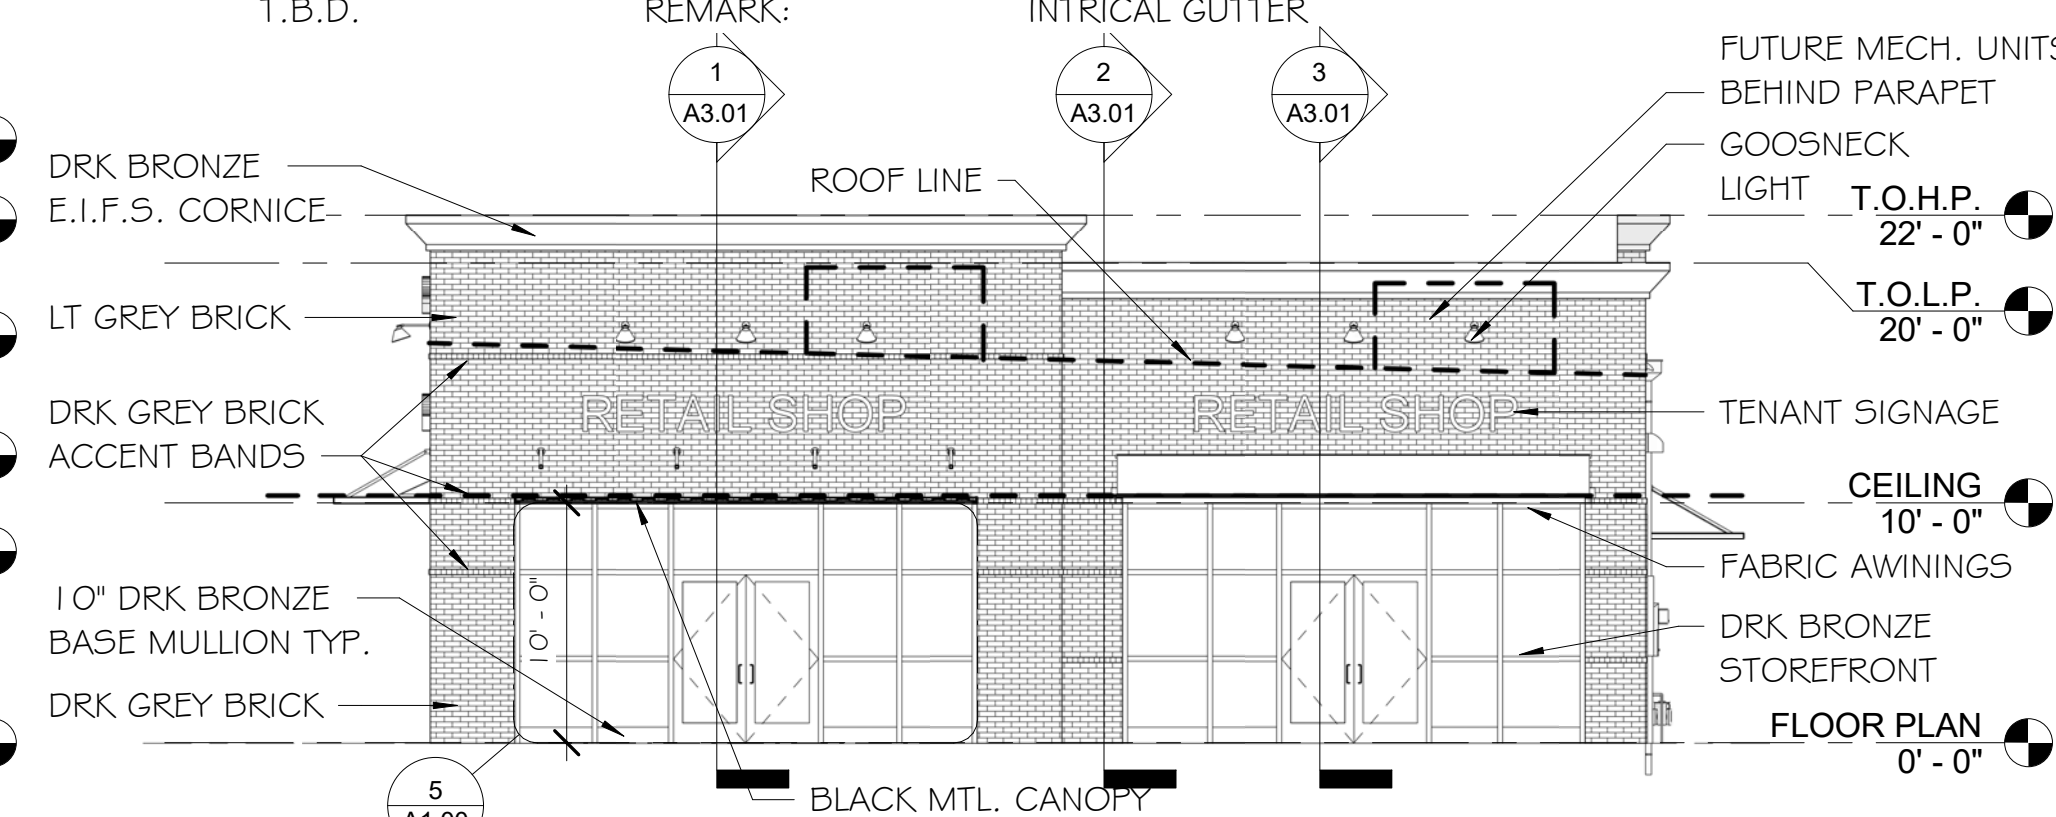 T.B.D.
REMARK:
INTRICAL GUTTER
1
A3.01
2
A3.01
3
A3.01
FUTURE MECH. UNITS
BEHIND PARAPET
GOOSNECK
LIGHT
DRK BRONZE
E.I.F.S. CORNICE
ROOF LINE
T.O.H.P.
22' - 0"
LT GREY BRICK
T.O.L.P.
20' - 0"
DRK GREY BRICK
ACCENT BANDS
RETAIL SHOP
RETAIL SHOP
TENANT SIGNAGE
CEILING
10' - 0"
FABRIC AWININGS
10" DRK BRONZE
BASE MULLION TYP.
10' - 0"
DRK BRONZE
STOREFRONT
DRK GREY BRICK
FLOOR PLAN
0' - 0"
5
A1.00
BLACK MTL. CANOPY